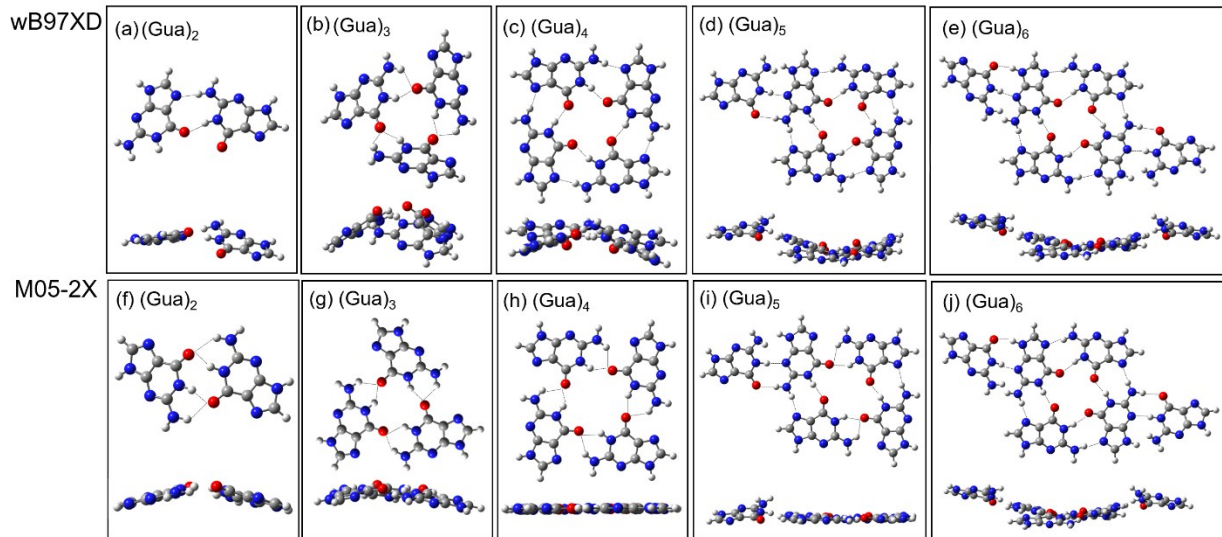 wB97XD
(a) (Gua)2
(b) (Gua)3
(c) (Gua)4
(d) (Gua)5
(e) (Gua)6
M05-2X
(f) (Gua)2
(g) (Gua)3
(h) (Gua)4
(i) (Gua)5
(j) (Gua)6